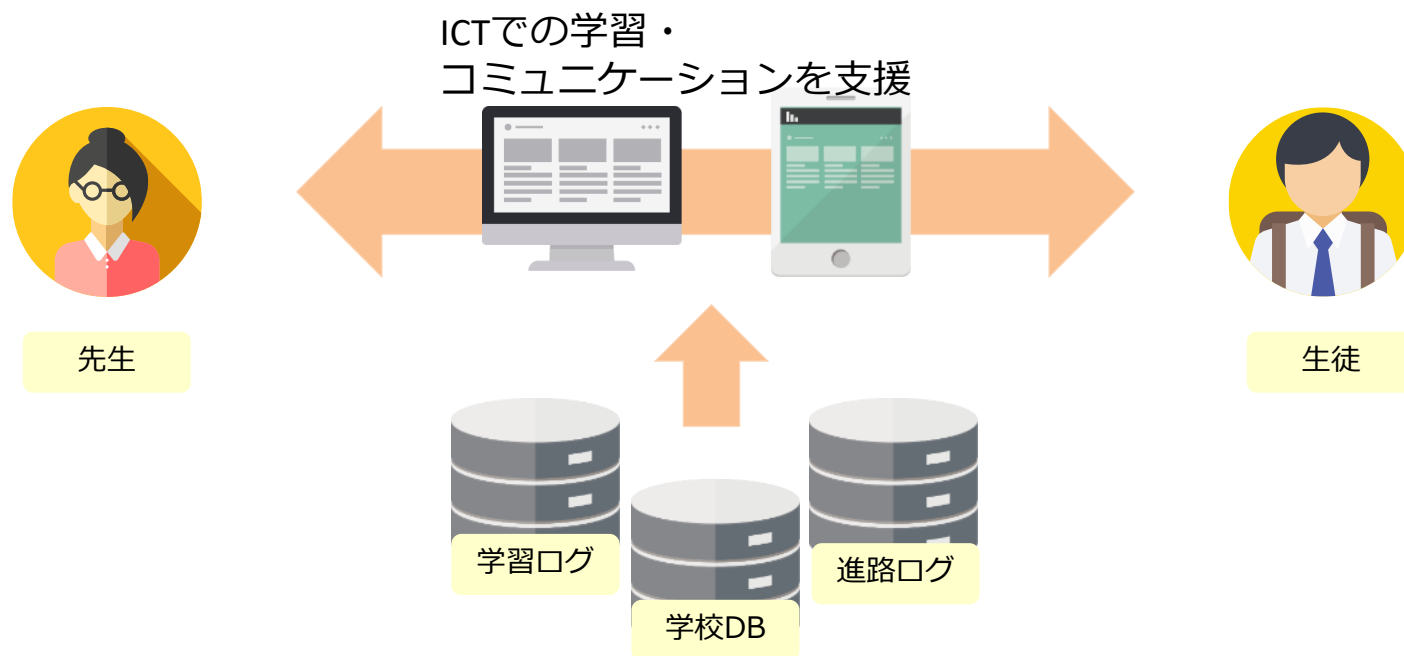 ICTでの学習・
コミュニケーションを支援
先生
生徒
学習ログ
進路ログ
学校DB